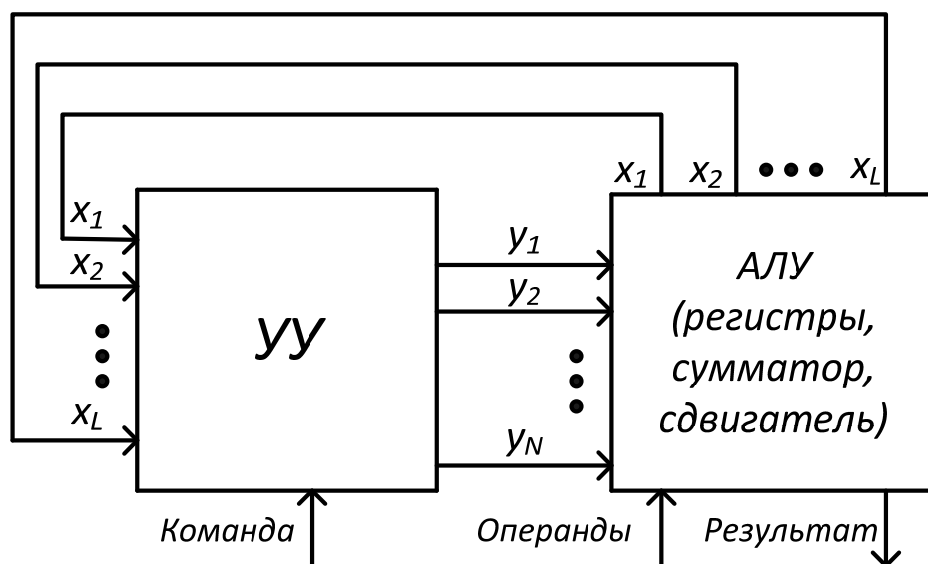 x1 x2 xL
x1
x2
xL
УУ
y1
y2
yN
АЛУ
(регистры,
сумматор,
сдвигатель)
Команда Операнды Результат